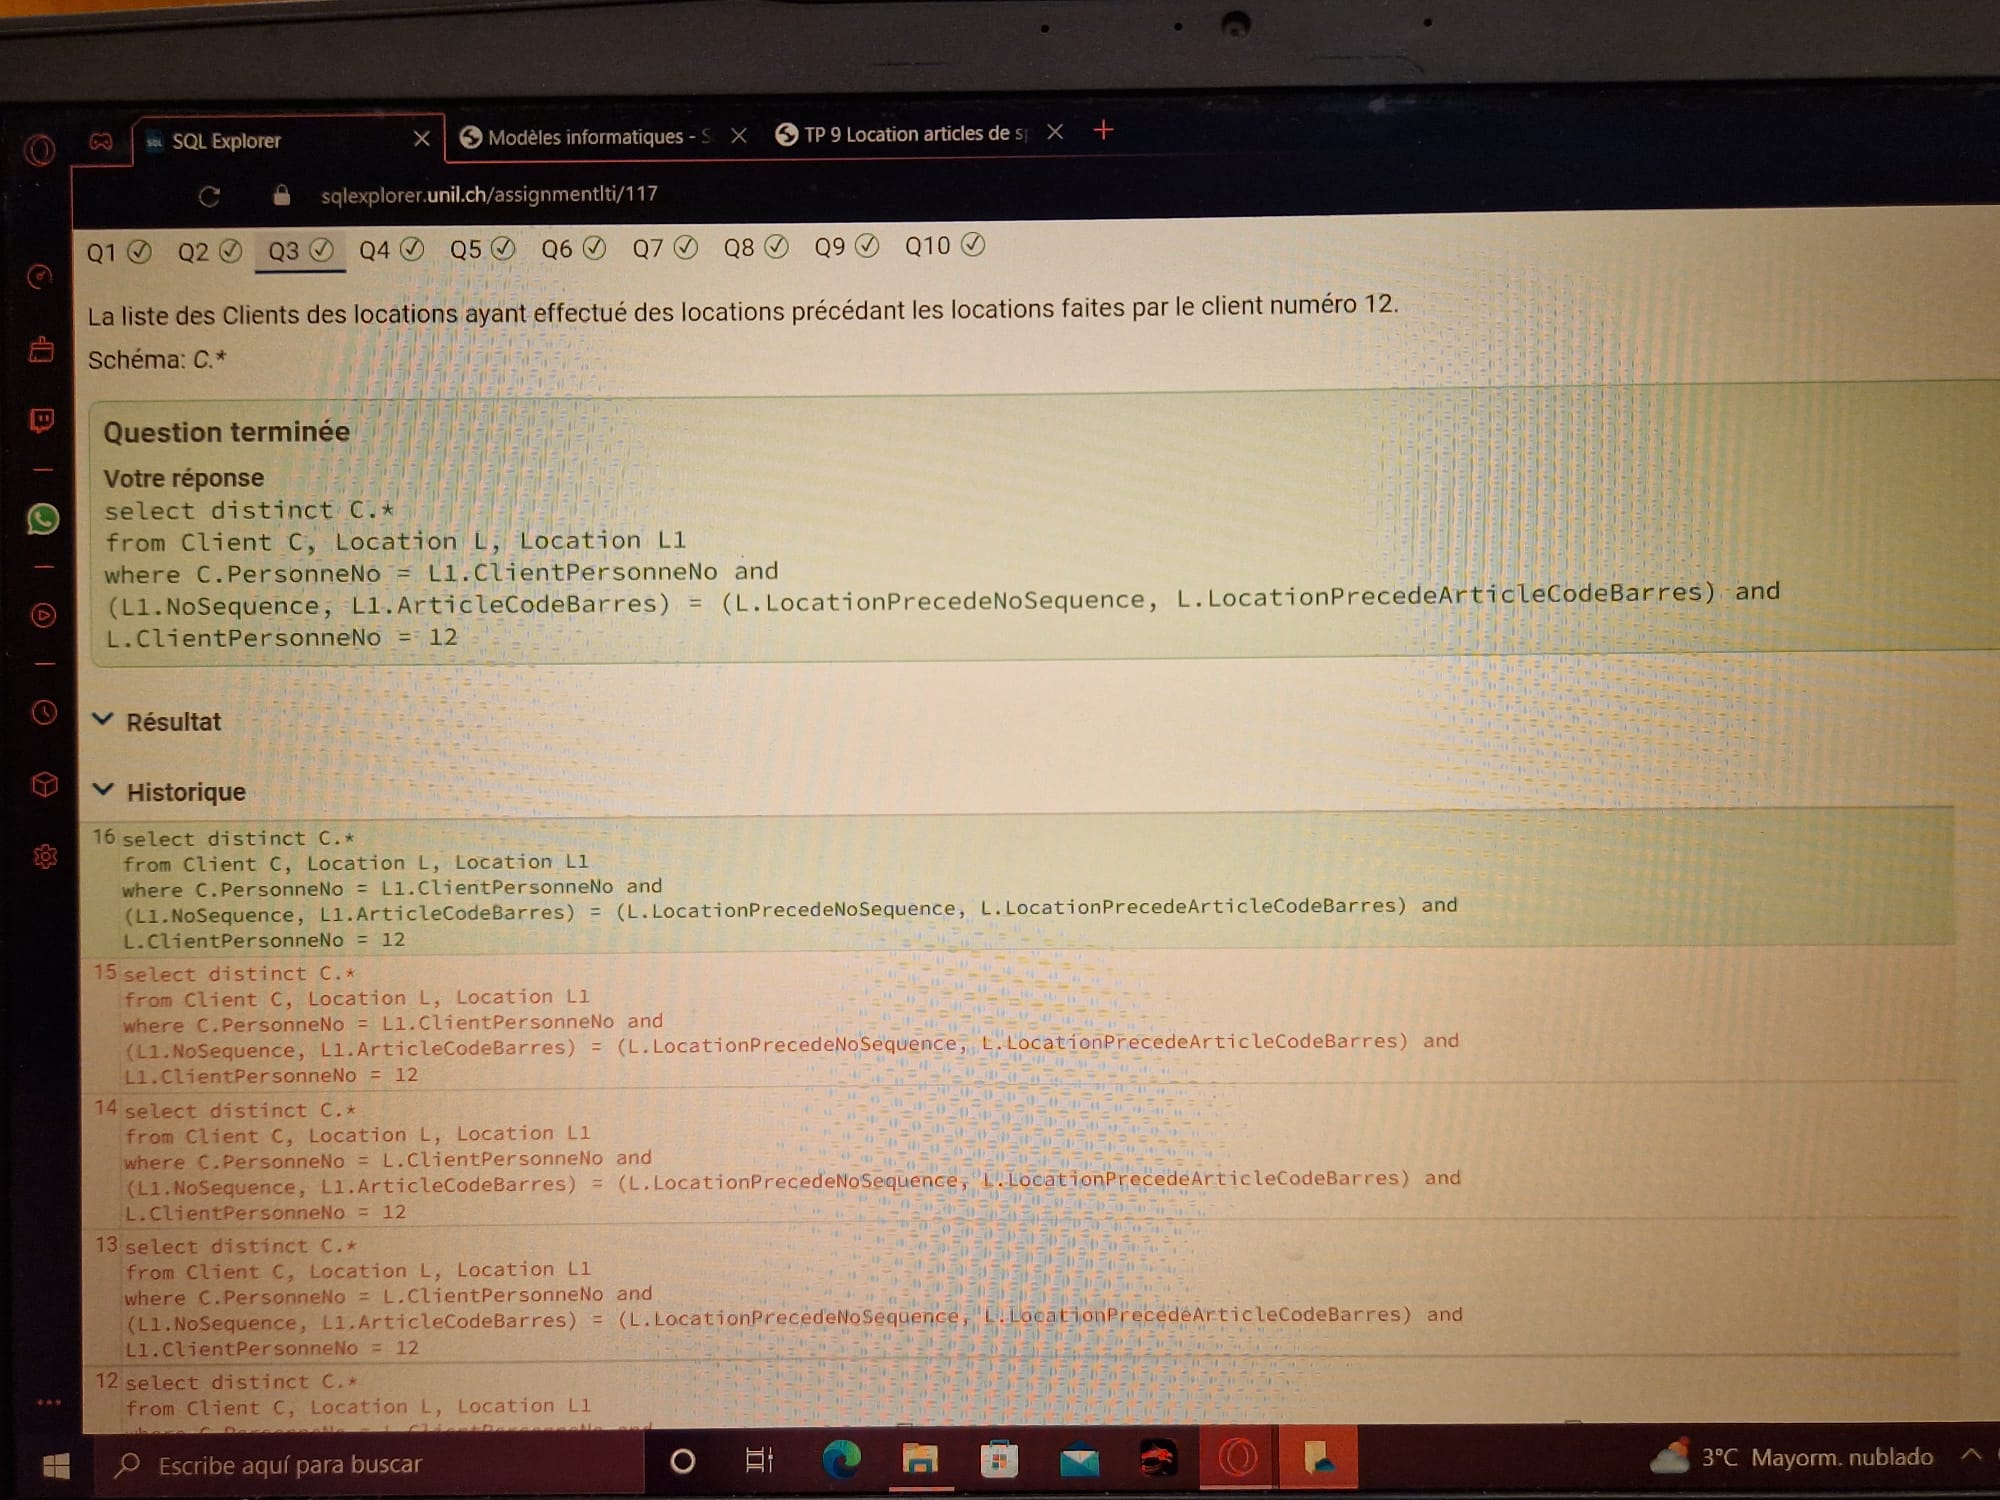 SQL Explorer
Modèles informatiques - S
TP 9 Location articles de sp
sqlexplorer.unil.ch/assignmentlti/117
Q1 Q2 Q3 Q4 Q5 Q6 Q7 Q8 Q9 Q10
La liste des Clients des locations ayant effectué des locations précédant les locations faites par le client numéro 12.
Schéma: C.*
Question terminée
Votre réponse
select distinct C.*
from Client C, Location L, Location L1
where C.PersonneNo = L1.ClientPersonneNo and
(L1.NoSequence, L1.ArticleCodeBarres) = (L.LocationPrecedeNoSequence, L.LocationPrecedeArticleCodeBarres) and
L.ClientPersonneNo = 12
Résultat
Historique
16 select distinct C.*
from Client C, Location L, Location L1
where C.PersonneNo = L1.ClientPersonneNo and
(L1.NoSequence, L1.ArticleCodeBarres) = (L.LocationPrecedeNoSequence, L.LocationPrecedeArticleCodeBarres) and
L.ClientPersonneNo = 12
15 select distinct C.*
from Client C, Location L, Location L1
where C.PersonneNo = L1.ClientPersonneNo and
(L1.NoSequence, L1.ArticleCodeBarres) = (L.LocationPrecedeNoSequence, L.LocationPrecedeArticleCodeBarres) and
L1.ClientPersonneNo = 12
14 select distinct C.*
from Client C, Location L, Location L1
where C.PersonneNo = L.ClientPersonneNo and
(L1.NoSequence, L1.ArticleCodeBarres) = (L.LocationPrecedeNoSequence, L.LocationPrecedeArticleCodeBarres) and
L.ClientPersonneNo = 12
13 select distinct C.*
from Client C, Location L, Location L1
where C.PersonneNo = L.ClientPersonneNo and
(L1.NoSequence, L1.ArticleCodeBarres) = (L.LocationPrecedeNoSequence, L.LocationPrecedeArticleCodeBarres) and
L1.ClientPersonneNo = 12
12 select distinct C.*
from Client C, Location L, Location L1
Escribe aquí para buscar
3°C Mayorm. nublado